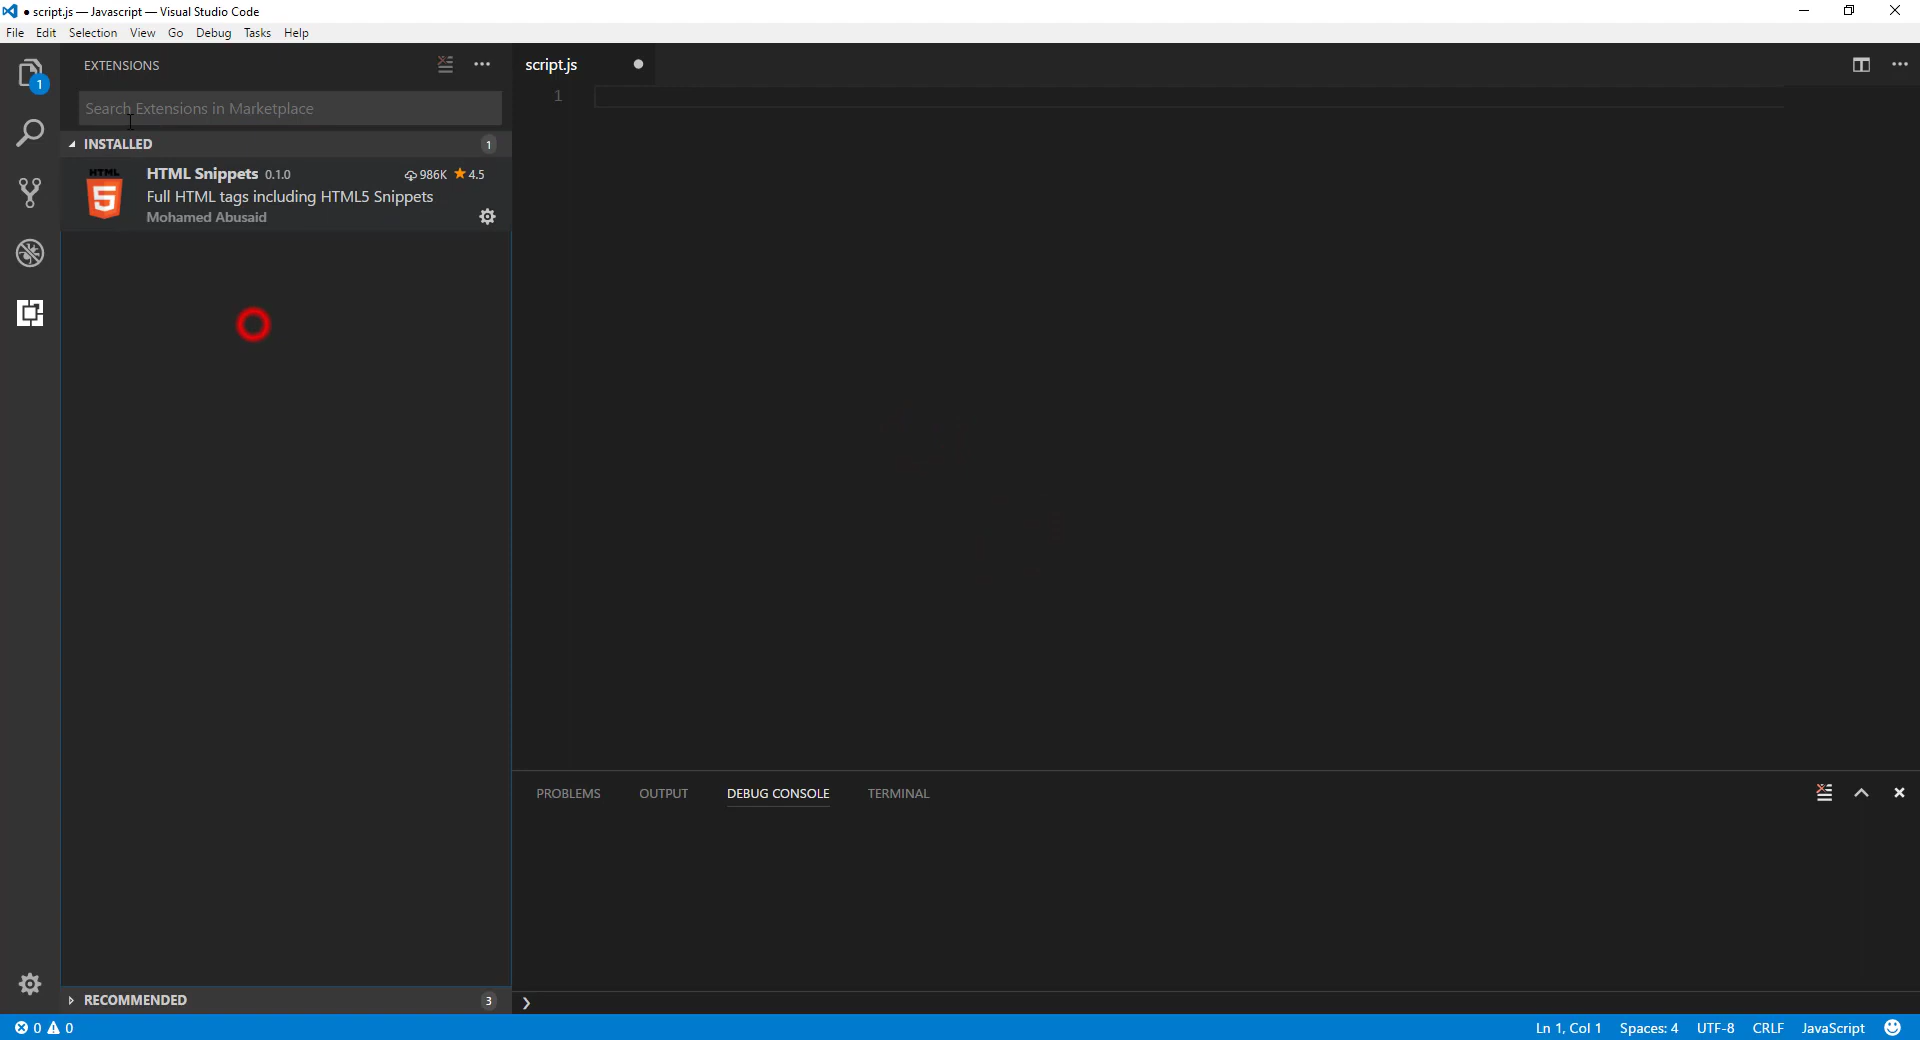 ● script.js — Javascript — Visual Studio Code
File Edit Selection View Go Debug Tasks Help
EXTENSIONS
script.js
1
Search Extensions in Marketplace
1
INSTALLED 1
HTML
5
HTML Snippets 0.1.0 986K ★ 4.5
Full HTML tags including HTML5 Snippets
Mohamed Abusaid
PROBLEMS OUTPUT DEBUG CONSOLE TERMINAL
RECOMMENDED 3
0 0 Ln 1, Col 1 Spaces: 4 UTF-8 CRLF JavaScript